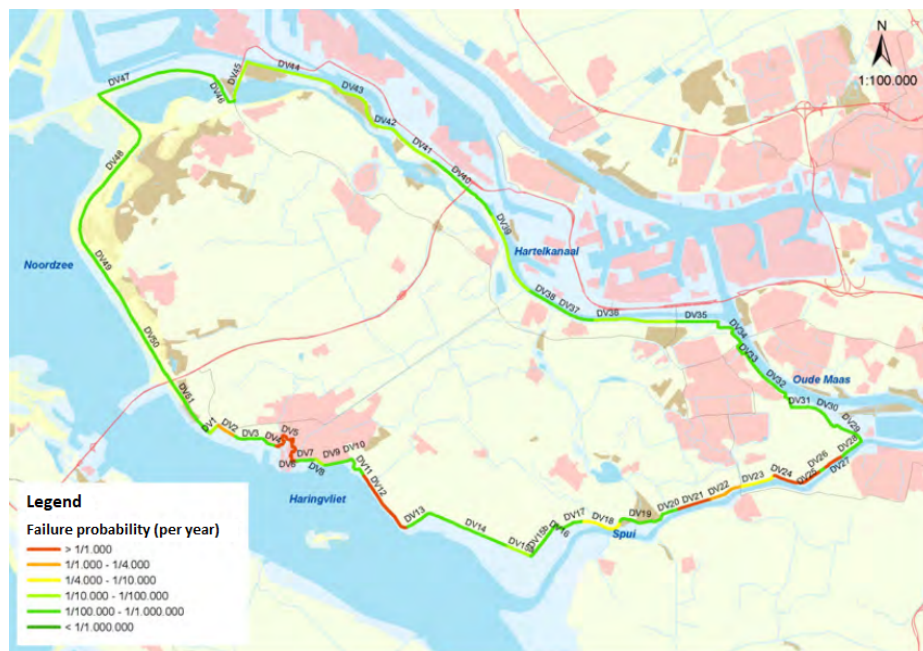 N
1:100.000
DV47
DV45
DV44
DV46
DV43
DV42
DV48
DV41
DV40
DV39
Noordzee
Hartelkanaal
DV49
DV38
DV37
DV36
DV35
DV34
DV50
DV33
DV32
Oude Maas
DV51
DV31
DV30
DV29
DV1
DV2
DV3
DV4
DV5
DV6
DV7
DV8
DV9
DV10
DV11
DV12
DV28
DV27
DV26
DV25
DV24
DV23
DV22
DV21
DV20
DV19
DV18
DV17
DV16
DV15b
DV15a
DV14
DV13
Haringvliet
Spui
Legend
Failure probability (per year)
> 1/1.000
1/1.000 - 1/4.000
1/4.000 - 1/10.000
1/10.000 - 1/100.000
1/100.000 - 1/1.000.000
< 1/1.000.000